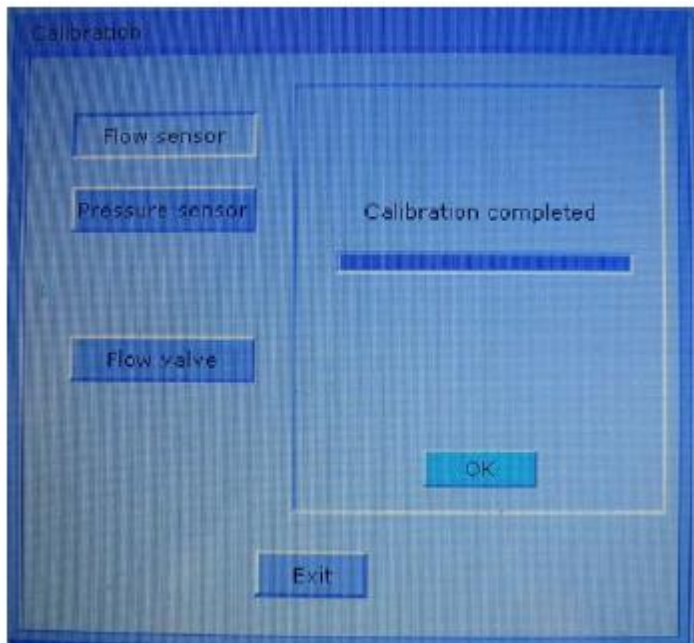 Calibration
Flow sensor
Pressure sensor
Calibration completed
Flow valve
OK
Exit